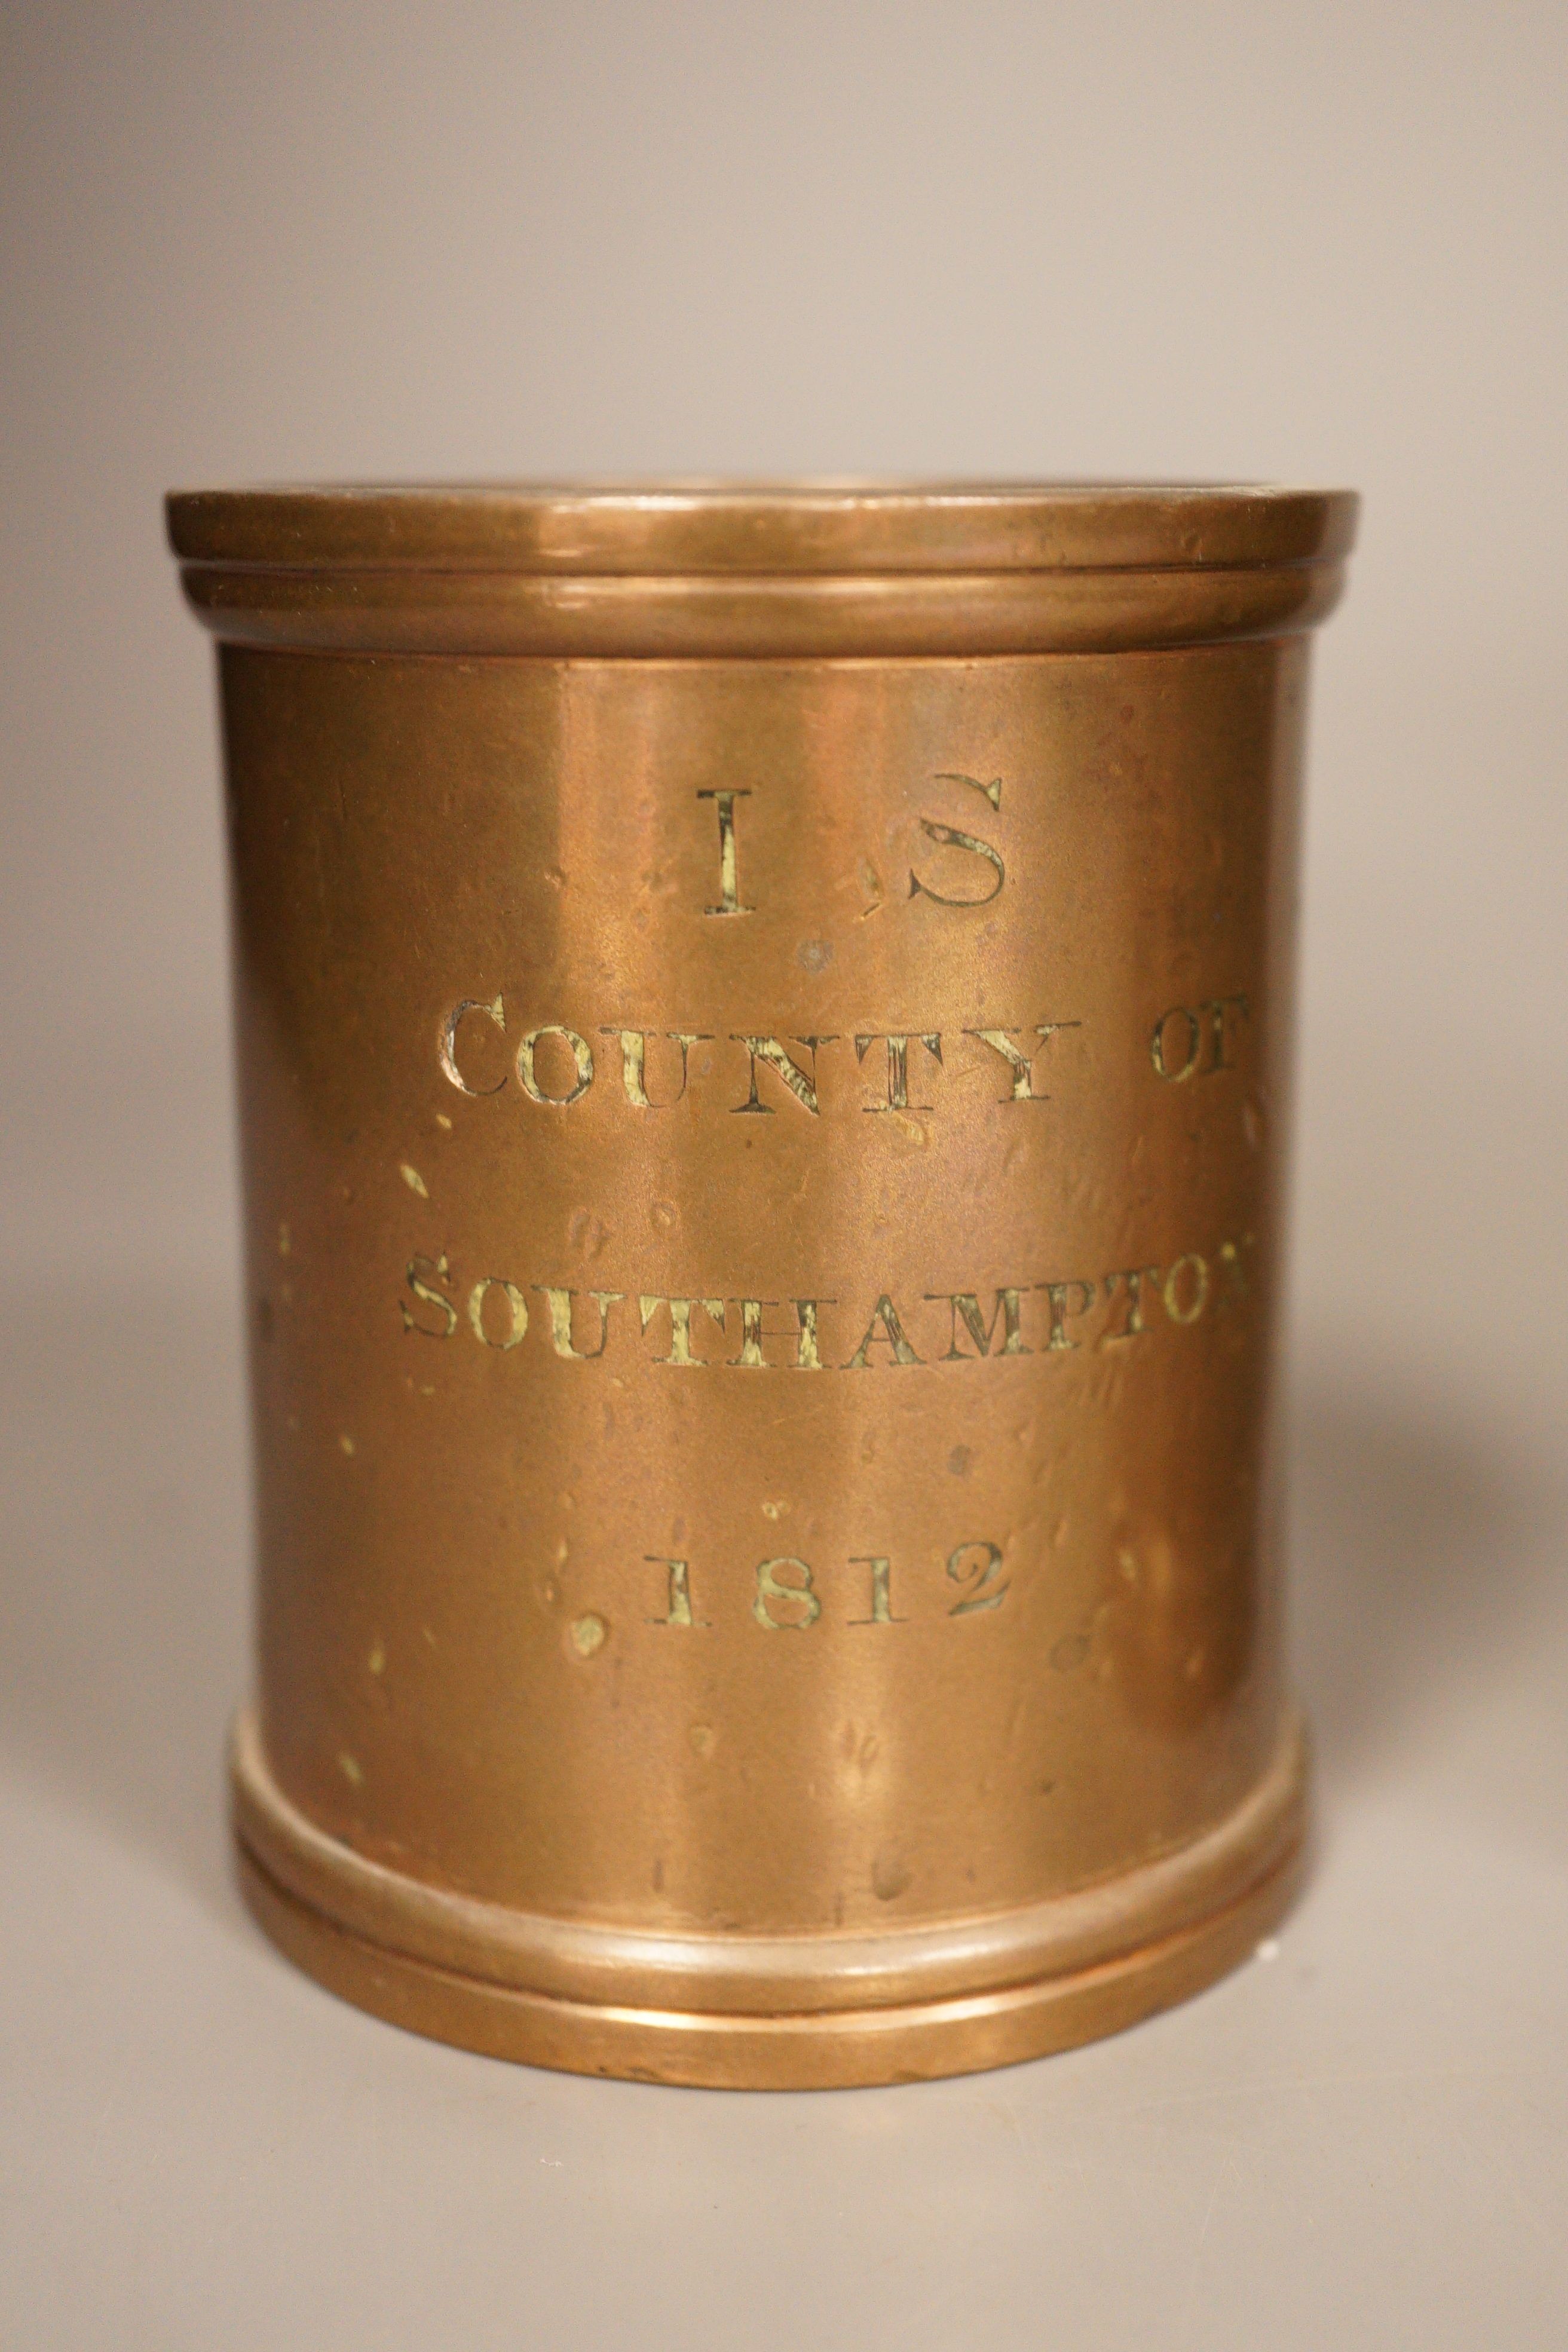 I S
COUNTY OF
SOUTHAMPTON
1812